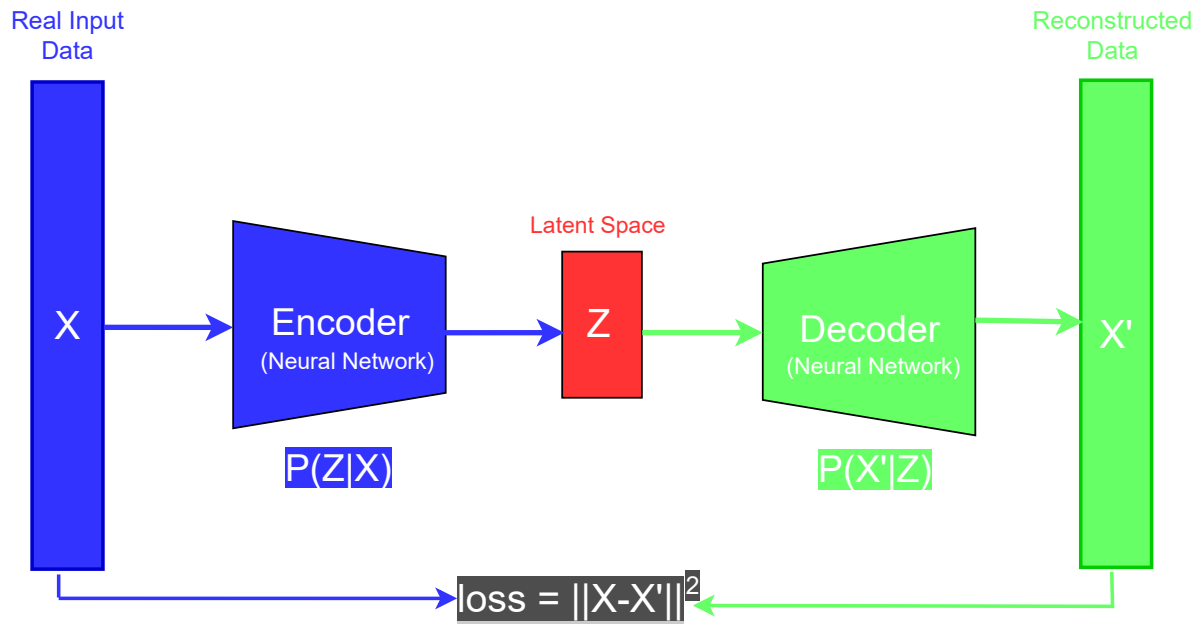 Real Input
Data
Reconstructed
Data
Latent Space
X
Encoder
(Neural Network)
Z
Decoder
(Neural Network)
X'
P(Z|X)
P(X'|Z)
loss = ||X-X'||²